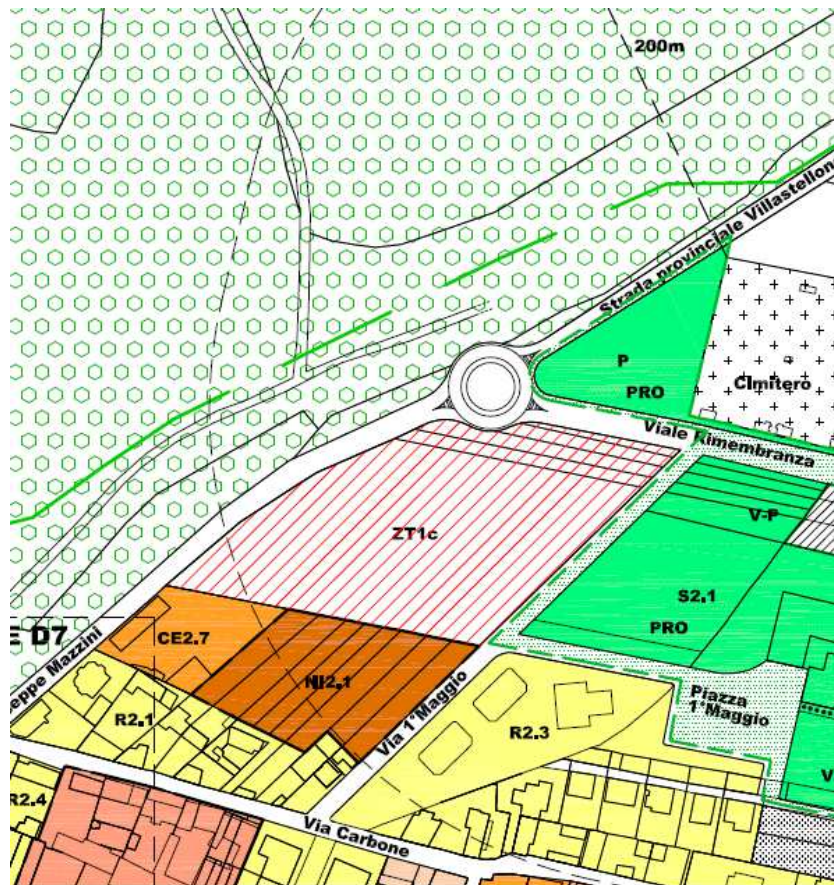 200m
Strada provinciale Villastellon
P
PRO
CImitero
Viale Rimembranza
ZT1c
V-P
S2.1
PRO
E D7
CE2.7
NI2.1
eppe Mazzini
Via 1°Maggio
Piazza
1°Maggio
R2.1
R2.3
V
R2.4
Via Carbone